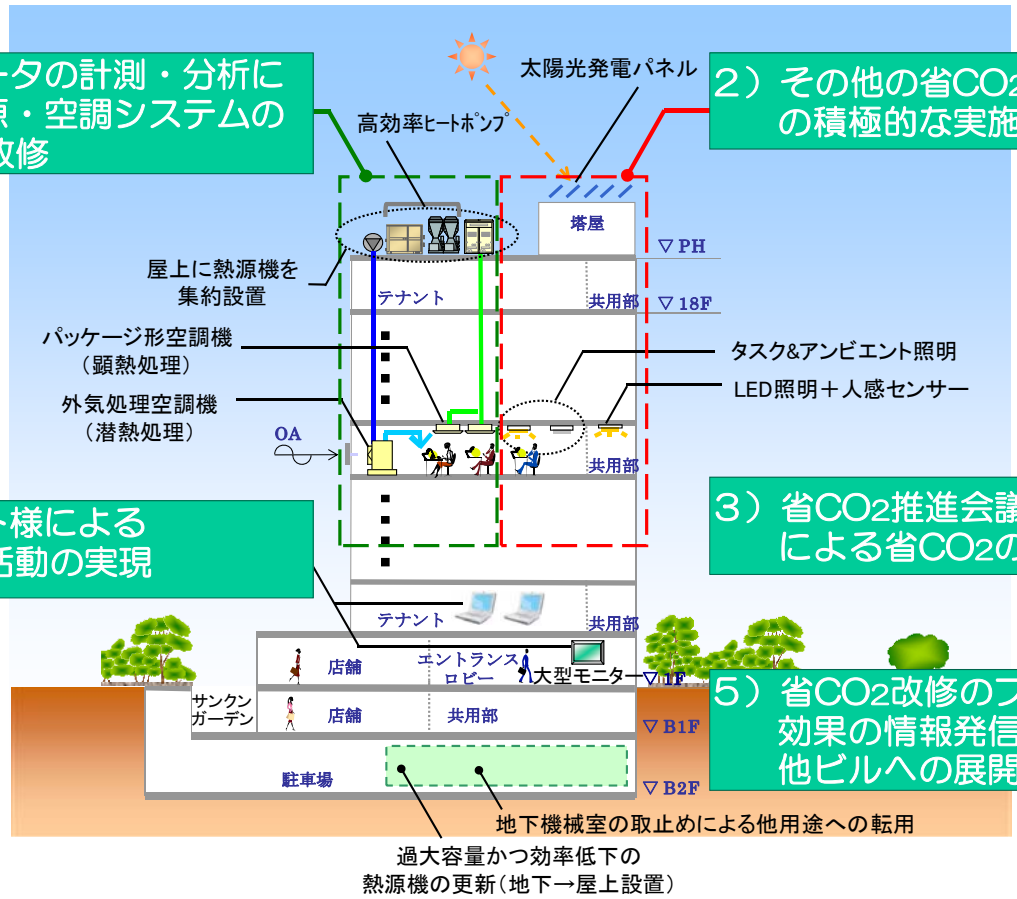 ータの計測・分析に
原・空調システムの
改修
太陽光発電パネル
2）その他の省CO2
の積極的な実施
高効率ヒートポンプ
塔屋
▽ PH
屋上に熱源機を
集約設置
テナント
共用部
▽ 18F
パッケージ形空調機
（顕熱処理）
タスク&アンビエント照明
LED照明＋人感センサー
外気処理空調機
（潜熱処理）
OA
共用部
ト様による
活動の実現
3）省CO2推進会議
による省CO2の
テナント
共用部
店舗
エントランス
ロビー
大型モニター
▽ 1F
サンクン
ガーデン
店舗
共用部
▽ B1F
5）省CO2改修のプ
効果の情報発信
他ビルへの展開
駐車場
▽ B2F
地下機械室の取止めによる他用途への転用
過大容量かつ効率低下の
熱源機の更新（地下→屋上設置）